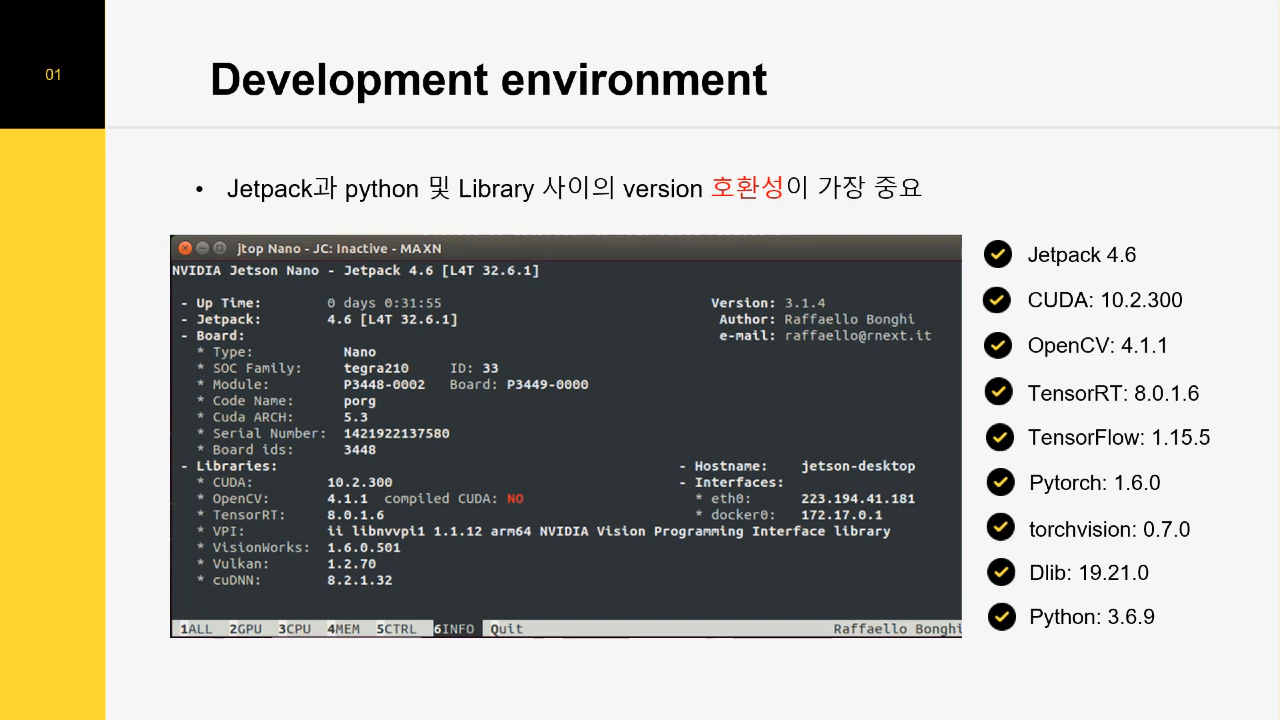 01
Development environment
• Jetpack과 python 및 Library 사이의 version 호환성이 가장 중요
jtop Nano - JC: Inactive - MAXN
NVIDIA Jetson Nano - Jetpack 4.6 [L4T 32.6.1]
- Up Time: 0 days 0:31:55 Version: 3.1.4
- Jetpack: 4.6 [L4T 32.6.1] Author: Raffaello Bonghi
- Board: e-mail: raffaello@rnext.it
* Type: Nano
* SOC Family: tegra210 ID: 33
* Module: P3448-0002 Board: P3449-0000
* Code Name: porg
* Cuda ARCH: 5.3
* Serial Number: 1421922137580
* Board ids: 3448
- Libraries: - Hostname: jetson-desktop
* CUDA: 10.2.300 - Interfaces:
* OpenCV: 4.1.1 compiled CUDA: NO * eth0: 223.194.41.181
* TensorRT: 8.0.1.6 * docker0: 172.17.0.1
* VPI: ii libnvvpi1 1.1.12 arm64 NVIDIA Vision Programming Interface library
* VisionWorks: 1.6.0.501
* Vulkan: 1.2.70
* cuDNN: 8.2.1.32
1ALL 2GPU 3CPU 4MEM 5CTRL 6INFO Quit Raffaello Bonghi
Jetpack 4.6
CUDA: 10.2.300
OpenCV: 4.1.1
TensorRT: 8.0.1.6
TensorFlow: 1.15.5
Pytorch: 1.6.0
torchvision: 0.7.0
Dlib: 19.21.0
Python: 3.6.9